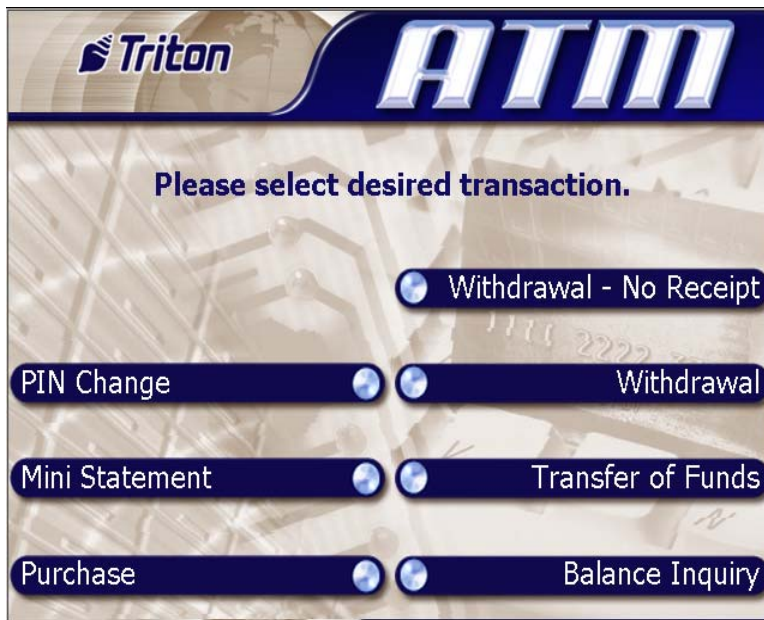 Triton
ATM
Please select desired transaction.
Withdrawal - No Receipt
PIN Change
Withdrawal
Mini Statement
Transfer of Funds
Purchase
Balance Inquiry
2222